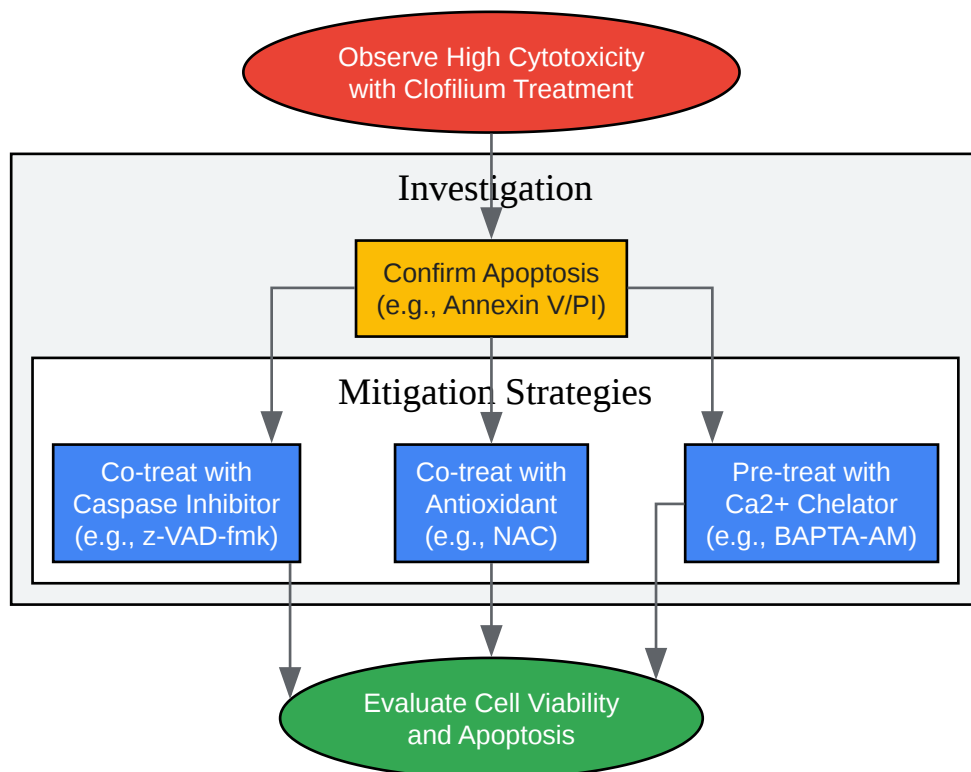 Observe High Cytotoxicity
with Clofilium Treatment
Investigation
Confirm Apoptosis
(e.g., Annexin V/PI)
Mitigation Strategies
Co-treat with
Caspase Inhibitor
(e.g., z-VAD-fmk)
Co-treat with
Antioxidant
(e.g., NAC)
Pre-treat with
Ca2+ Chelator
(e.g., BAPTA-AM)
Evaluate Cell Viability
and Apoptosis